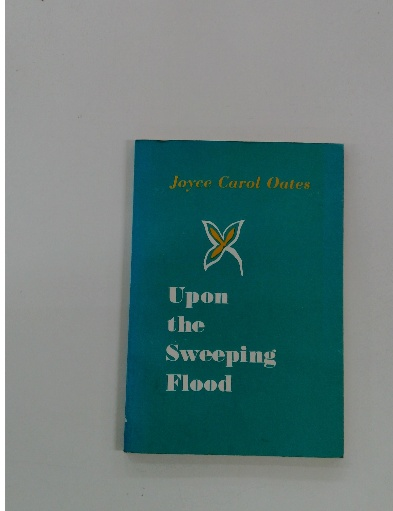 Joyce Carol Oates
Upon
the
Sweeping
Flood